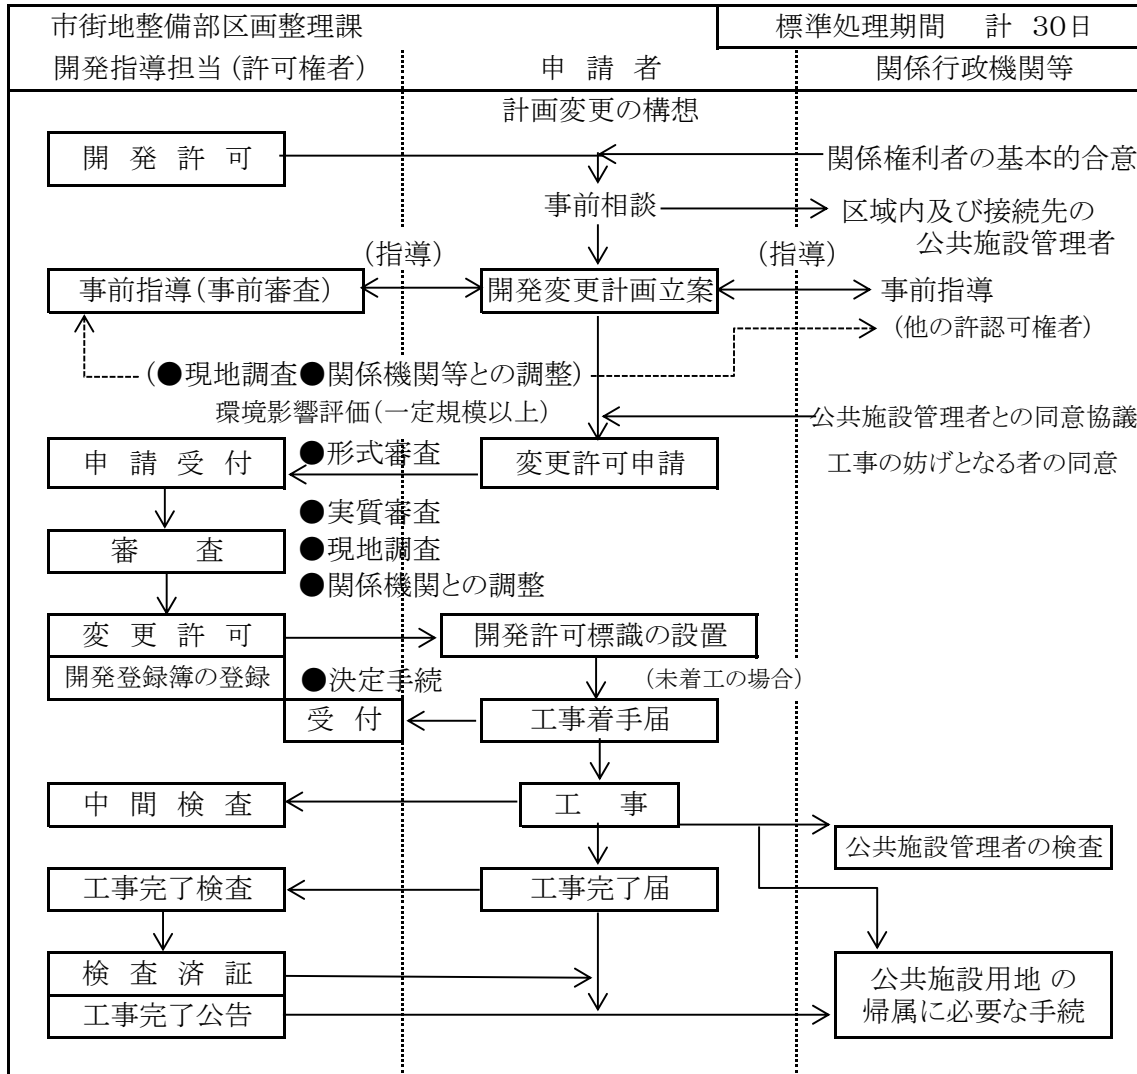 市街地整備部区画整理課
標準処理期間 計 30日
開発指導担当(許可権者)
申請者
関係行政機関等
計画変更の構想
開発許可
関係権利者の基本的合意
事前相談
区域内及び接続先の
公共施設管理者
(指導)
(指導)
事前指導(事前審査)
開発変更計画立案
事前指導
(他の許認可権者)
(●現地調査●関係機関等との調整)
環境影響評価(一定規模以上)
公共施設管理者との同意協議
申請受付
●形式審査
変更許可申請
工事の妨げとなる者の同意
●実質審査
審査
●現地調査
●関係機関との調整
変更許可
開発許可標識の設置
開発登録簿の登録
●決定手続
(未着工の場合)
受付
工事着手届
中間検査
工事
公共施設管理者の検査
工事完了検査
工事完了届
検査済証
公共施設用地 の
帰属に必要な手続
工事完了公告